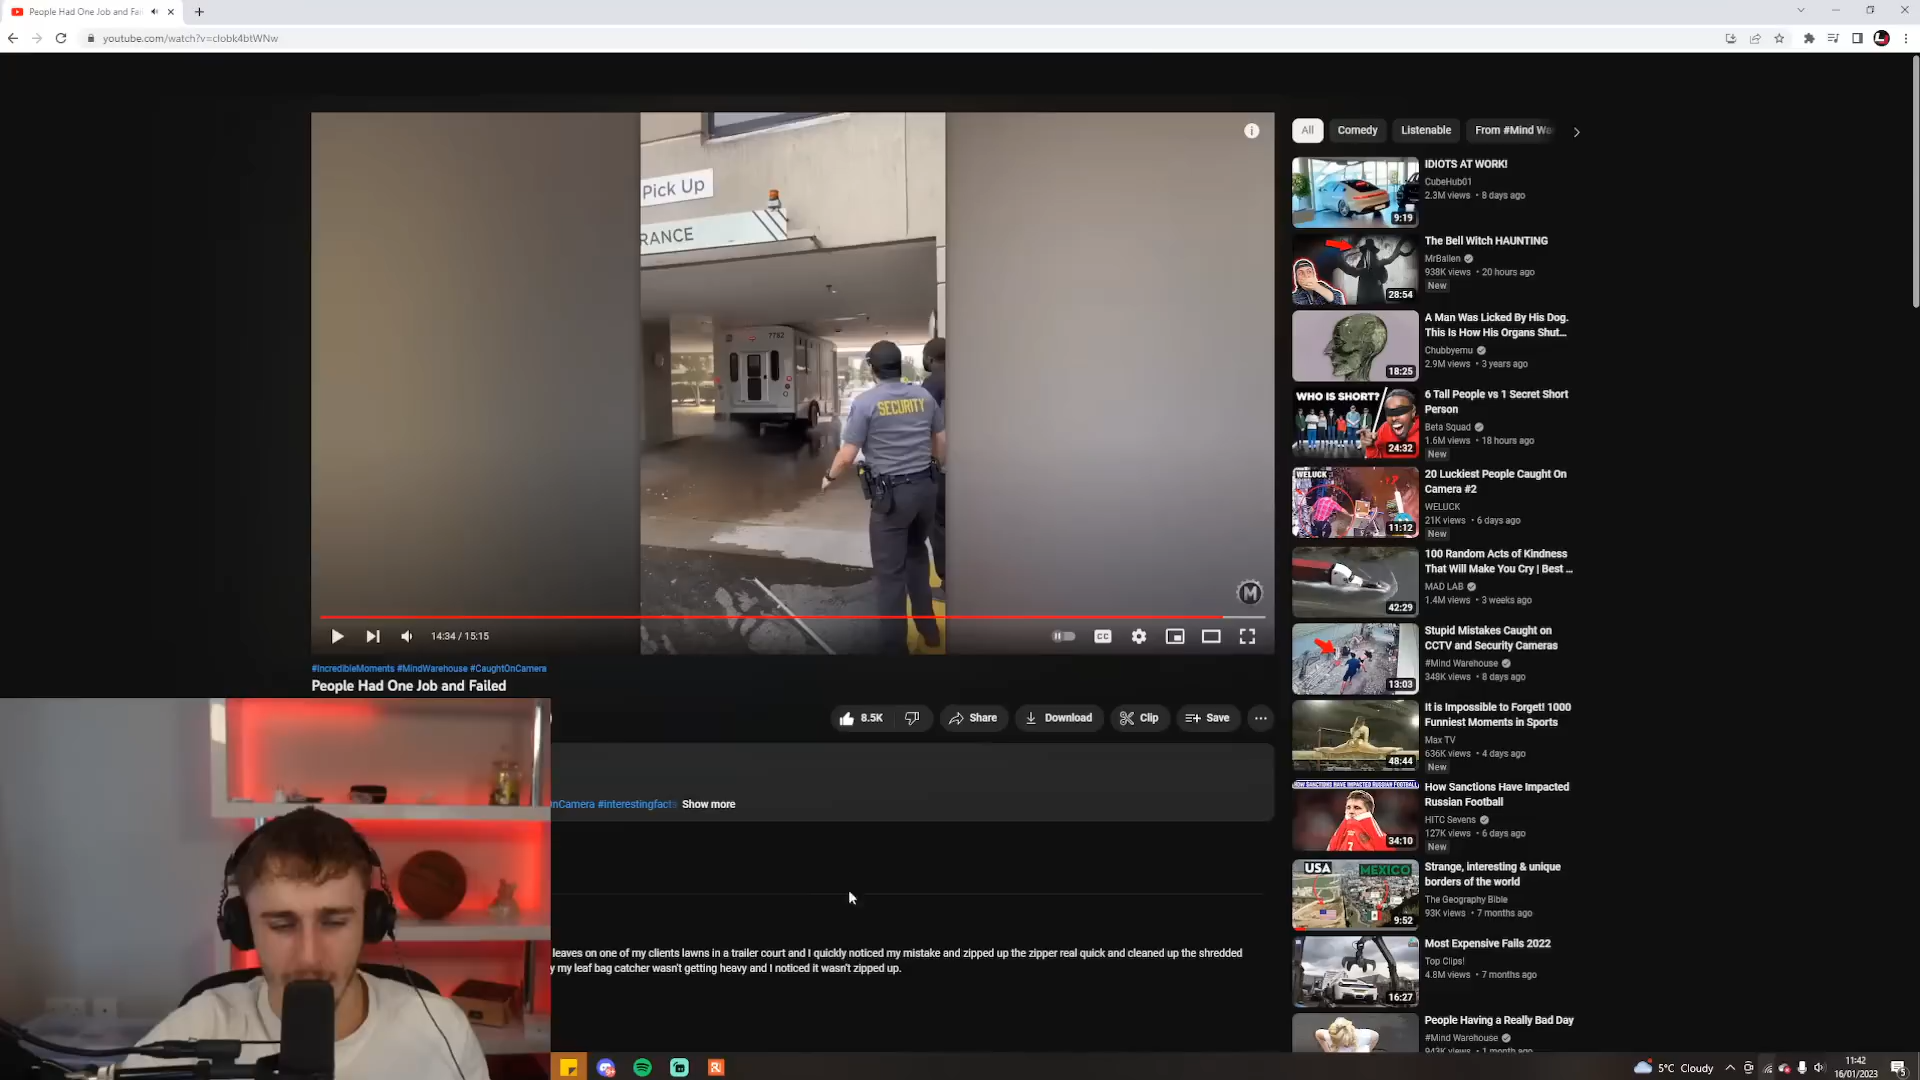 People Had One Job and Fai
youtube.com/watch?v=clobk4btWNw
Pick Up
RANCE
7782
SECURITY
M
14:34 / 15:15
CC
#IncredibleMoments #MindWarehouse #CaughtOnCamera
People Had One Job and Failed
8.5K
Share
Download
Clip
Save
nCamera #interestingfacts Show more
leaves on one of my clients lawns in a trailer court and I quickly noticed my mistake and zipped up the zipper real quick and cleaned up the shredded
y my leaf bag catcher wasn't getting heavy and I noticed it wasn't zipped up.
All
Comedy
Listenable
From #Mind Wa
9:19
IDIOTS AT WORK!
CubeHub01
2.3M views • 8 days ago
28:54
The Bell Witch HAUNTING
MrBallen
938K views • 20 hours ago
New
18:25
A Man Was Licked By His Dog.
This Is How His Organs Shut...
Chubbyemu
2.9M views • 3 years ago
WHO IS SHORT?
24:32
6 Tall People vs 1 Secret Short
Person
Beta Squad
1.6M views • 18 hours ago
New
WELUCK
11:12
20 Luckiest People Caught On
Camera #2
WELUCK
21K views • 6 days ago
New
42:29
100 Random Acts of Kindness
That Will Make You Cry | Best ...
MAD LAB
1.4M views • 3 weeks ago
13:03
Stupid Mistakes Caught on
CCTV and Security Cameras
#Mind Warehouse
348K views • 8 days ago
48:44
It is Impossible to Forget! 1000
Funniest Moments in Sports
Max TV
636K views • 4 days ago
New
HOW SANCTIONS HAVE IMPACTED RUSSIAN FOOTBALL
34:10
How Sanctions Have Impacted
Russian Football
HITC Sevens
127K views • 6 days ago
New
USA
MEXICO
9:52
Strange, interesting & unique
borders of the world
The Geography Bible
93K views • 7 months ago
16:27
Most Expensive Fails 2022
Top Clips!
4.8M views • 7 months ago
People Having a Really Bad Day
#Mind Warehouse
943K views • 1 month ago
5°C Cloudy
11:42
16/01/2023